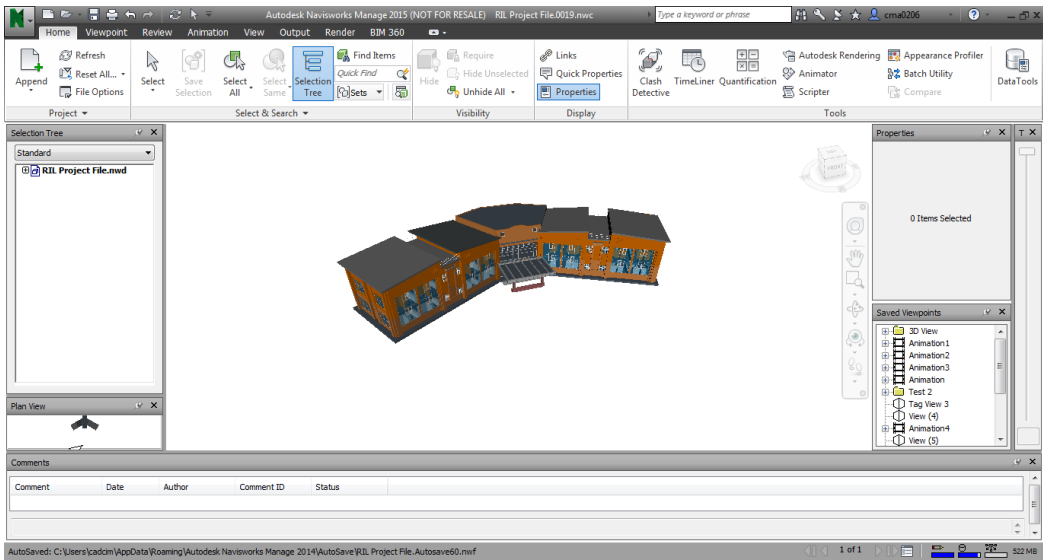 Autodesk Navisworks Manage 2015 (NOT FOR RESALE) RIL Project File.0019.nwc
Type a keyword or phrase
cma0206
Home Viewpoint Review Animation View Output Render BIM 360
Append
Refresh
Reset All...
File Options
Project
Select
Save Selection
Select All
Select Same
Selection Tree
Find Items
Quick Find
Sets
Select & Search
Hide
Require
Hide Unselected
Unhide All
Visibility
Links
Quick Properties
Properties
Display
Clash Detective
TimeLiner
Quantification
Autodesk Rendering
Animator
Scripter
Appearance Profiler
Batch Utility
Compare
DataTools
Tools
Selection Tree
Standard
RIL Project File.nwd
Plan View
FRONT
Properties
T
0 Items Selected
Saved Viewpoints
3D View
Animation1
Animation2
Animation3
Animation
Test 2
Tag View 3
View (4)
Animation4
View (5)
Comments
Comment Date Author Comment ID Status
AutoSaved: C:\Users\cadcim\AppData\Roaming\Autodesk Navisworks Manage 2014\AutoSave\RIL Project File.Autosave60.nwf
1 of 1
522 MB